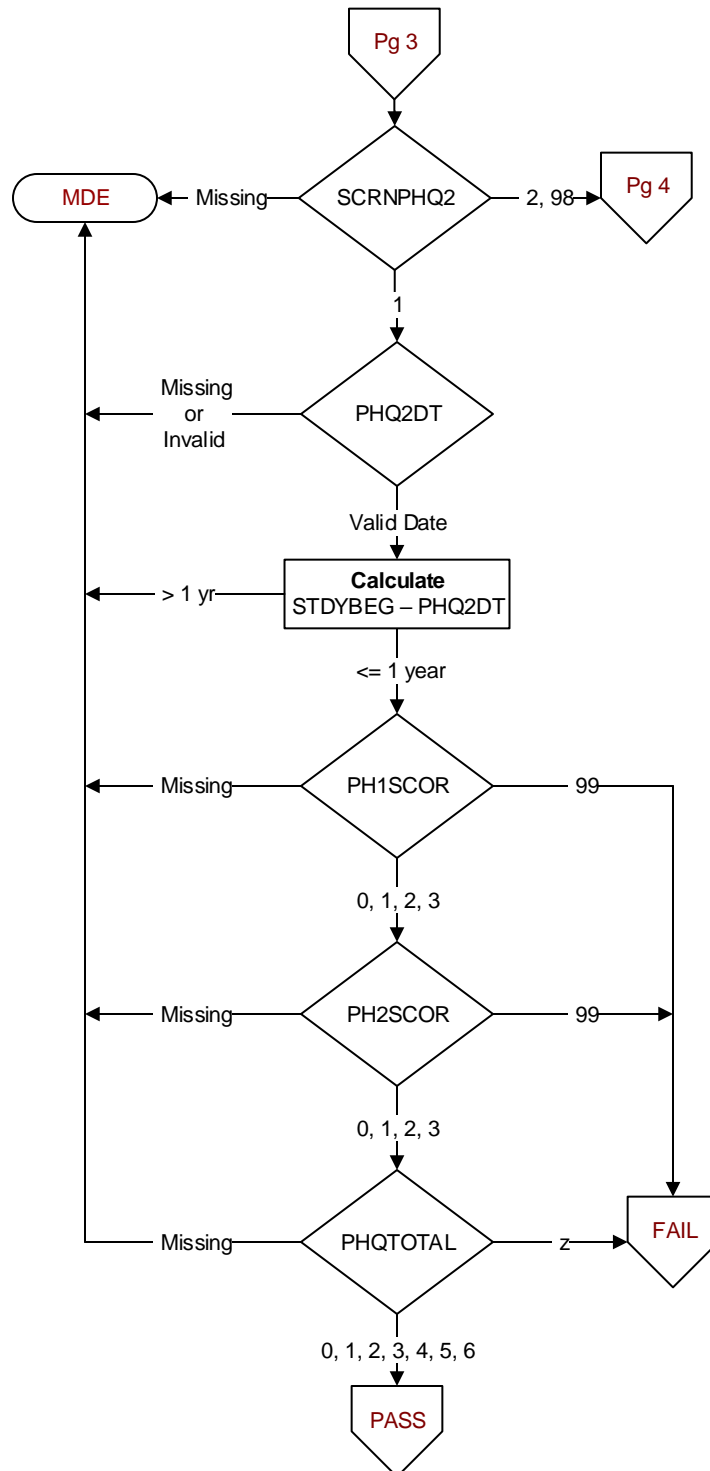 Pg 3
MDE
Missing
SCRNPHQ2
2, 98
Pg 4
1
Missing
or
Invalid
PHQ2DT
Valid Date
> 1 yr
Calculate
STDYBEG – PHQ2DT
<= 1 year
Missing
PH1SCOR
99
0, 1, 2, 3
Missing
PH2SCOR
99
0, 1, 2, 3
Missing
PHQTOTAL
z
FAIL
0, 1, 2, 3, 4, 5, 6
PASS